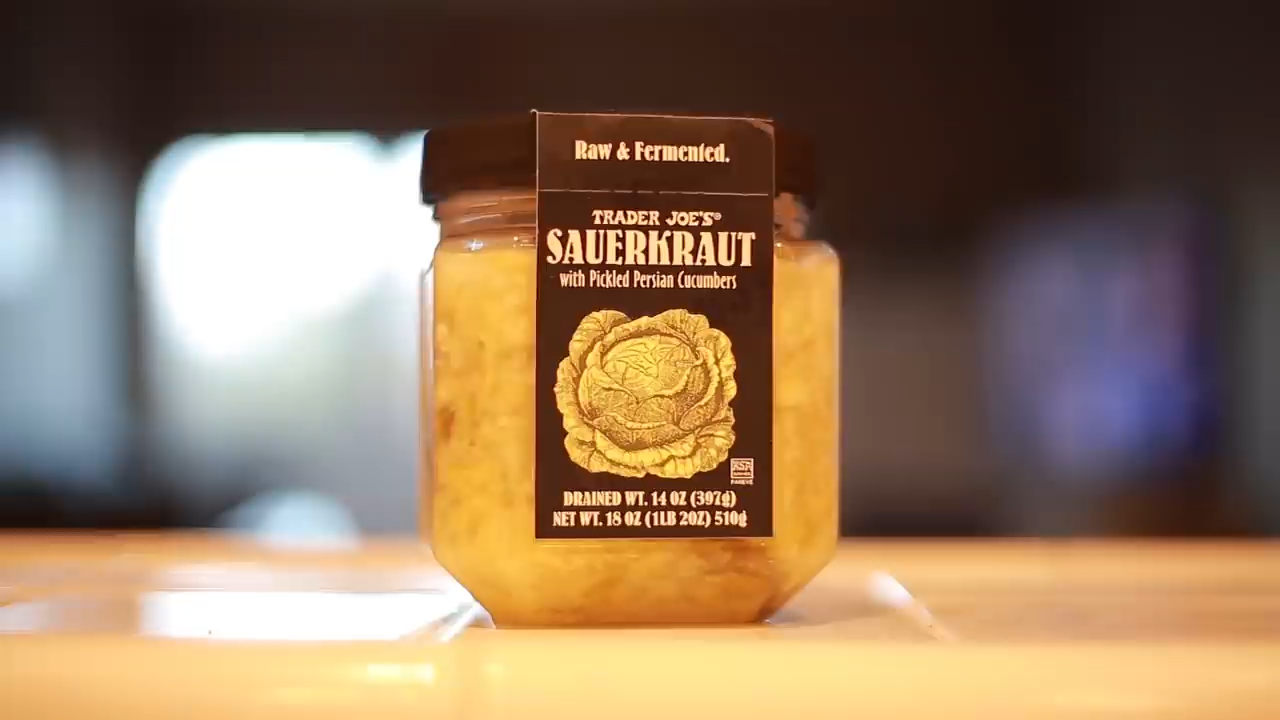 Raw & Fermented.
TRADER JOE'S®
SAUERKRAUT
with Pickled Persian Cucumbers
PAREVE
DRAINED WT. 14 OZ (397g)
NET WT. 18 OZ (1LB 2OZ) 510g